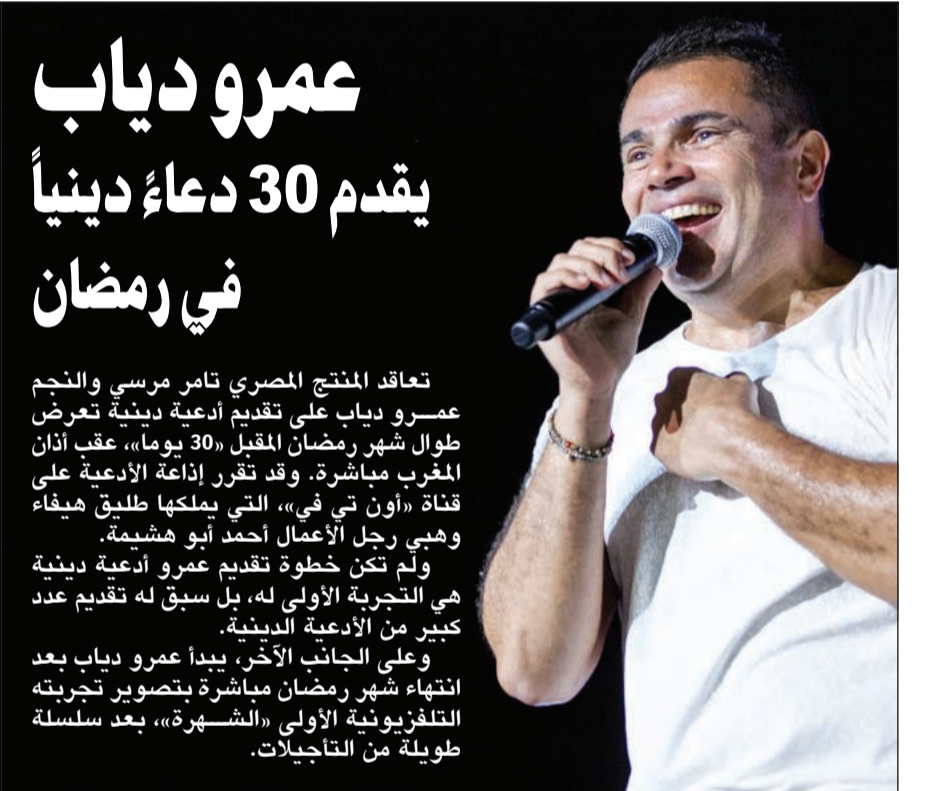 عمرو دياب
يقدم 30 دعاءً دينياً
في رمضان
تعاقد المنتج المصري تامر مرسي والنجم
عمـــرو دياب على تقديم أدعية دينية تعرض
طوال شهر رمضان المقبل «30 يوما»، عقب أذان
المغرب مباشرة. وقد تقرر إذاعة الأدعية على
قناة «أون تي في»، التي يملكها طليق هيفاء
وهبي رجل الأعمال أحمد أبو هشيمة.
ولم تكن خطوة تقديم عمرو أدعية دينية
هي التجربة الأولى له، بل سبق له تقديم عدد
كبير من الأدعية الدينية.
وعلى الجانب الآخر، يبدأ عمرو دياب بعد
انتهاء شهر رمضان مباشرة بتصوير تجربته
التلفزيونية الأولى «الشـــهرة»، بعد سلسلة
طويلة من التأجيلات.